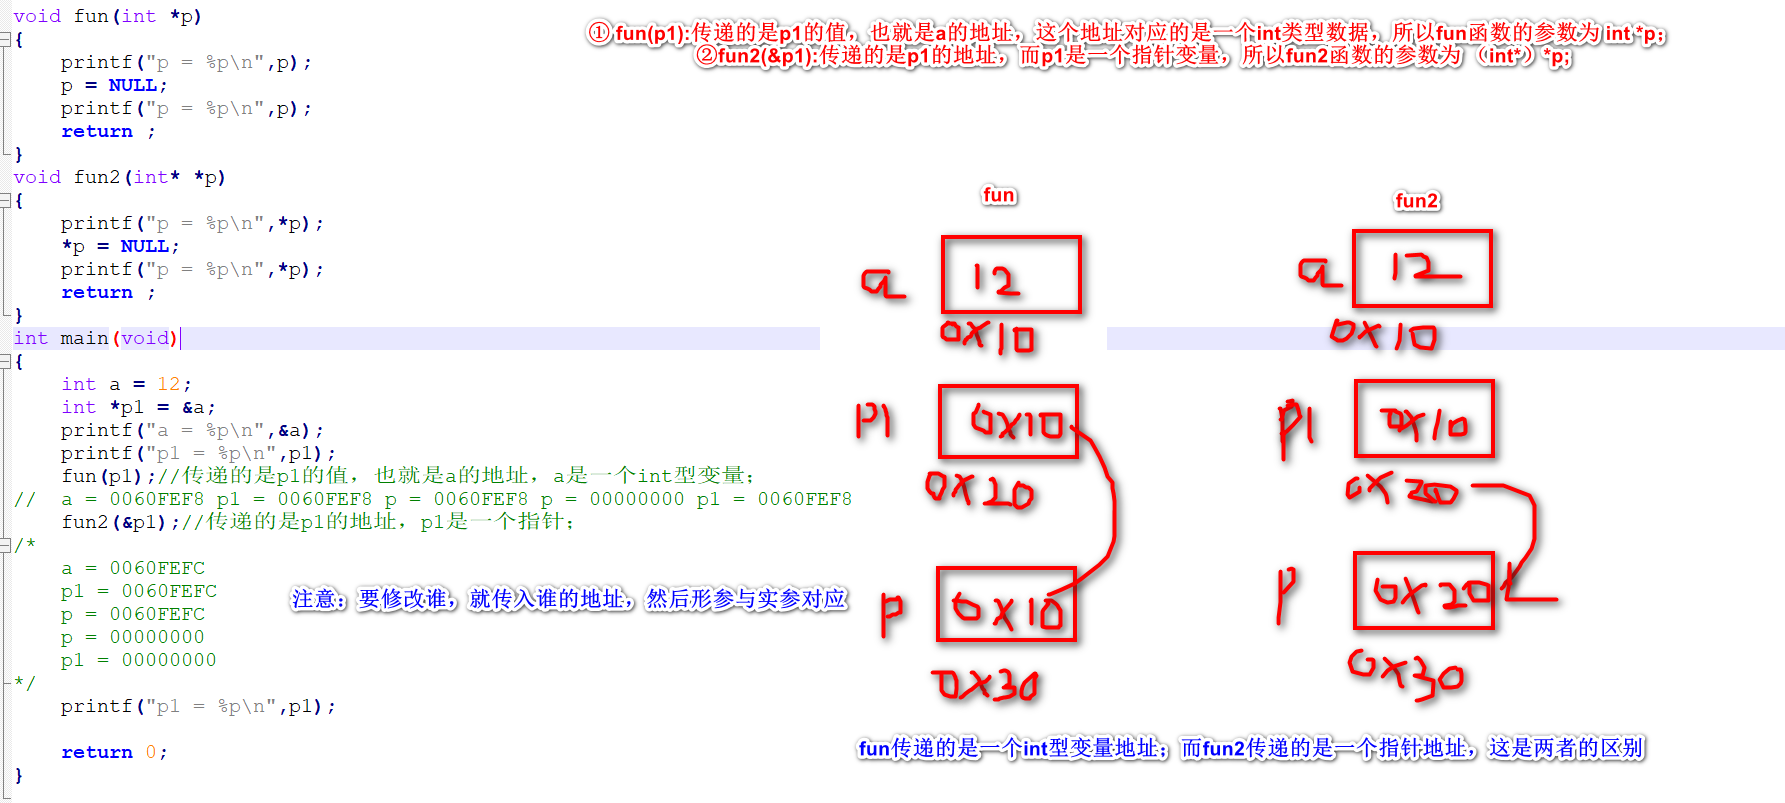 void fun(int *p)
{
printf("p = %p\n",p);
p = NULL;
printf("p = %p\n",p);
return ;
}
void fun2(int* *p)
{
printf("p = %p\n",*p);
*p = NULL;
printf("p = %p\n",*p);
return ;
}
int main(void)
{
int a = 12;
int *p1 = &a;
printf("a = %p\n",&a);
printf("p1 = %p\n",p1);
fun(p1);//传递的是p1的值，也就是a的地址，a是一个int型变量；
// a = 0060FEF8 p1 = 0060FEF8 p = 0060FEF8 p = 00000000 p1 = 0060FEF8
fun2(&p1);//传递的是p1的地址，p1是一个指针；
/*
a = 0060FEFC
p1 = 0060FEFC
p = 0060FEFC
p = 00000000
p1 = 00000000
*/
printf("p1 = %p\n",p1);
return 0;
}
①fun(p1):传递的是p1的值，也就是a的地址，这个地址对应的是一个int类型数据，所以fun函数的参数为 int *p;
②fun2(&p1):传递的是p1的地址，而p1是一个指针变量，所以fun2函数的参数为（int*）*p;
注意：要修改谁，就传入谁的地址，然后形参与实参对应
fun
a 12
0x10
p1 0x10
0x20
p 0x10
0x30
fun2
a 12
0x10
p1 0x10
0x20
p 0x20
0x30
fun传递的是一个int型变量地址；而fun2传递的是一个指针地址，这是两者的区别